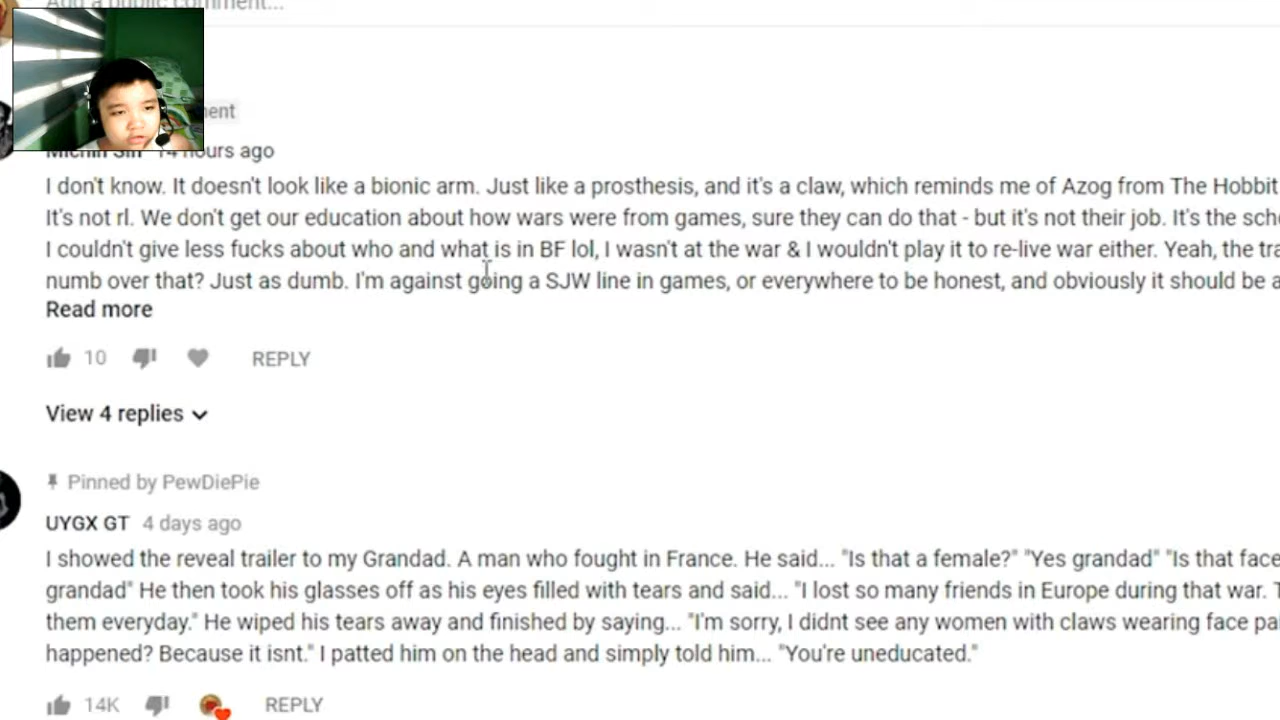 Add a public comment...
14 hours ago
I don't know. It doesn't look like a bionic arm. Just like a prosthesis, and it's a claw, which reminds me of Azog from The Hobbit
It's not rl. We don't get our education about how wars were from games, sure they can do that - but it's not their job. It's the
I couldn't give less fucks about who and what is in BF lol, I wasn't at the war & I wouldn't play it to re-live war either. Yeah, the
numb over that? Just as dumb. I'm against going a SJW line in games, or everywhere to be honest, and obviously it should be
Read more
10 REPLY
View 4 replies
Pinned by PewDiePie
UYGX GT 4 days ago
I showed the reveal trailer to my Grandad. A man who fought in France. He said... "Is that a female?" "Yes grandad" "Is that face
grandad" He then took his glasses off as his eyes filled with tears and said... "I lost so many friends in Europe during that war.
them everyday." He wiped his tears away and finished by saying... "I'm sorry, I didnt see any women with claws wearing face
happened? Because it isnt." I patted him on the head and simply told him... "You're uneducated."
14K REPLY